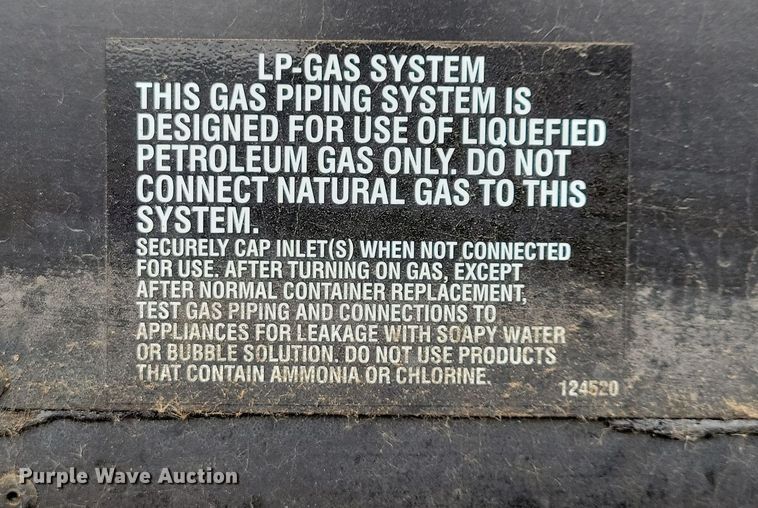 LP-GAS SYSTEM
THIS GAS PIPING SYSTEM IS
DESIGNED FOR USE OF LIQUEFIED
PETROLEUM GAS ONLY. DO NOT
CONNECT NATURAL GAS TO THIS
SYSTEM.
SECURELY CAP INLET(S) WHEN NOT CONNECTED
FOR USE. AFTER TURNING ON GAS, EXCEPT
AFTER NORMAL CONTAINER REPLACEMENT,
TEST GAS PIPING AND CONNECTIONS TO
APPLIANCES FOR LEAKAGE WITH SOAPY WATER
OR BUBBLE SOLUTION. DO NOT USE PRODUCTS
THAT CONTAIN AMMONIA OR CHLORINE.
124520
Purple Wave Auction